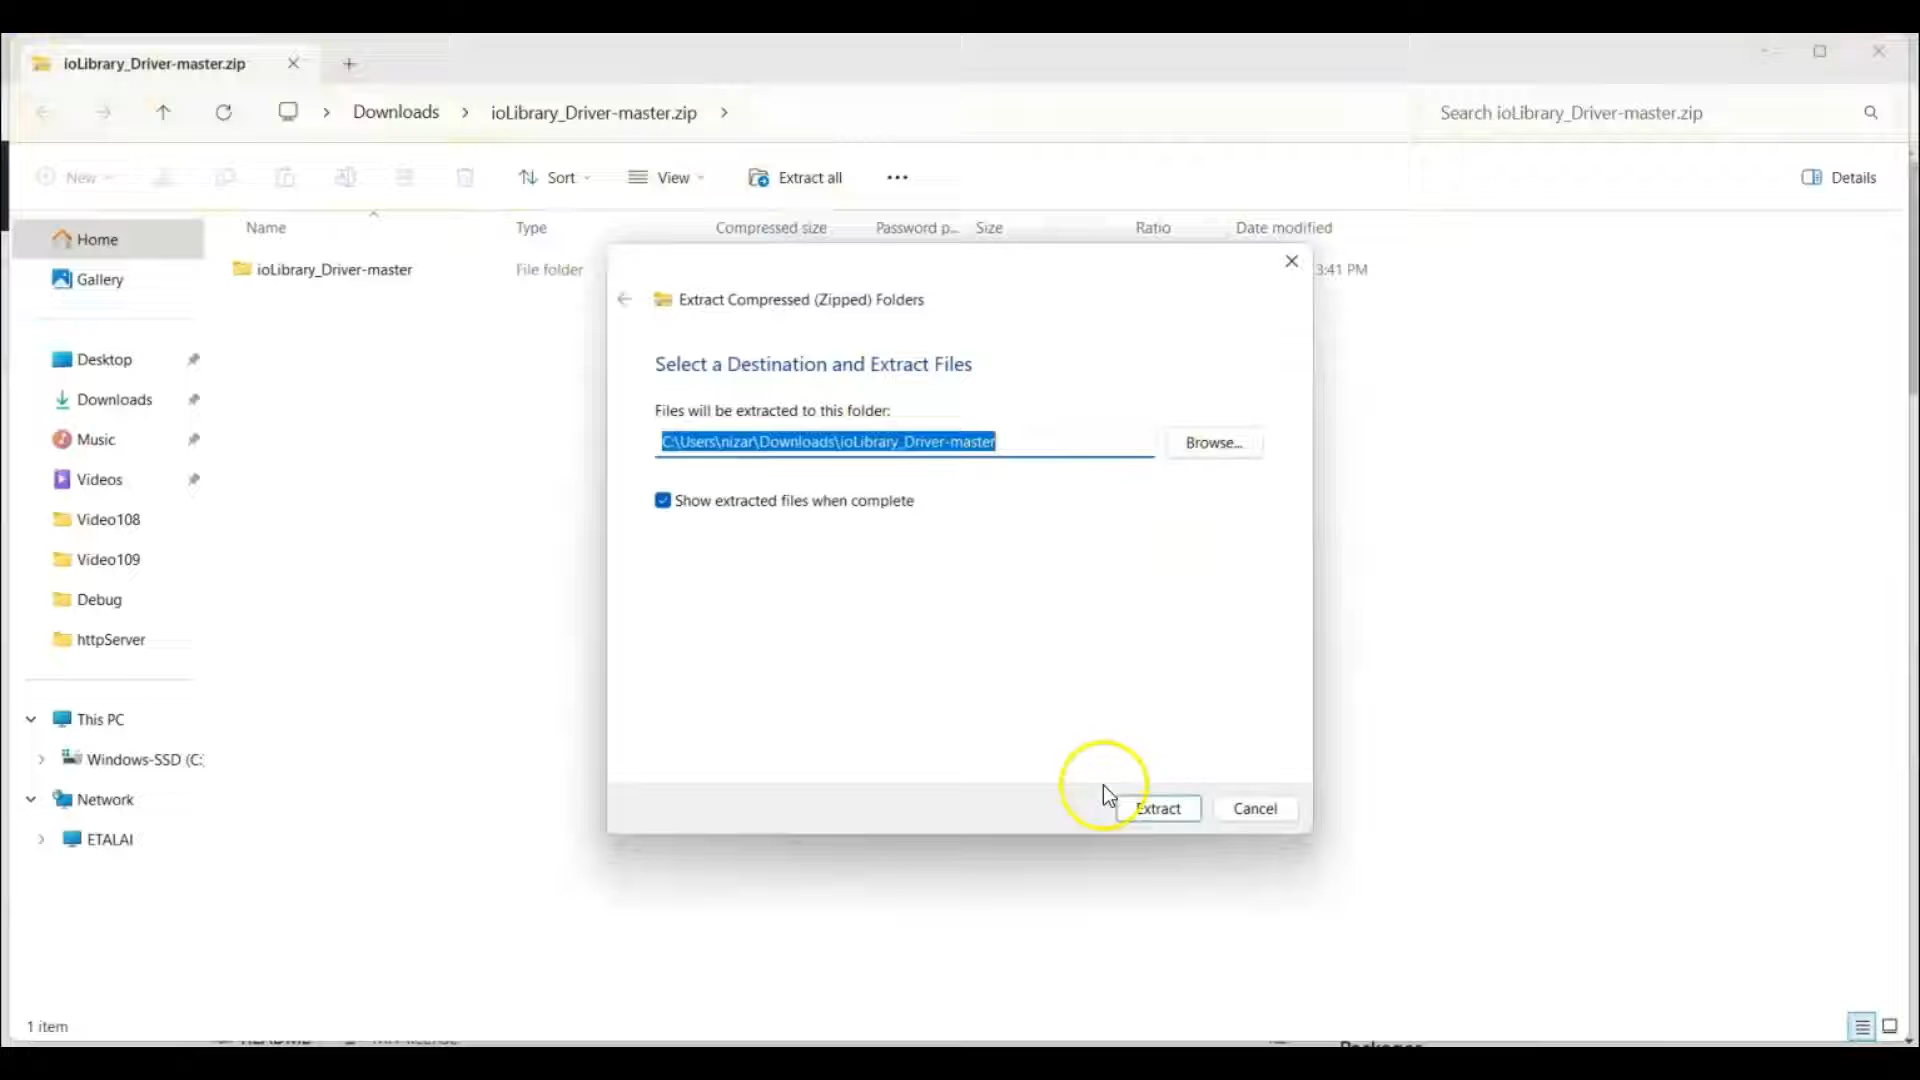 ioLibrary_Driver-master.zip
Downloads
ioLibrary_Driver-master.zip
Search ioLibrary_Driver-master.zip
New
Sort
View
Extract all
Details
Name
Type
Compressed size
Password p...
Size
Ratio
Date modified
ioLibrary_Driver-master
File folder
3:41 PM
Home
Gallery
Desktop
Downloads
Music
Videos
Video108
Video109
Debug
httpServer
This PC
Windows-SSD (C:
Network
ETALAI
Extract Compressed (Zipped) Folders
Select a Destination and Extract Files
Files will be extracted to this folder:
C:\Users\nizar\Downloads\ioLibrary_Driver-master
Browse...
Show extracted files when complete
Extract
Cancel
1 item